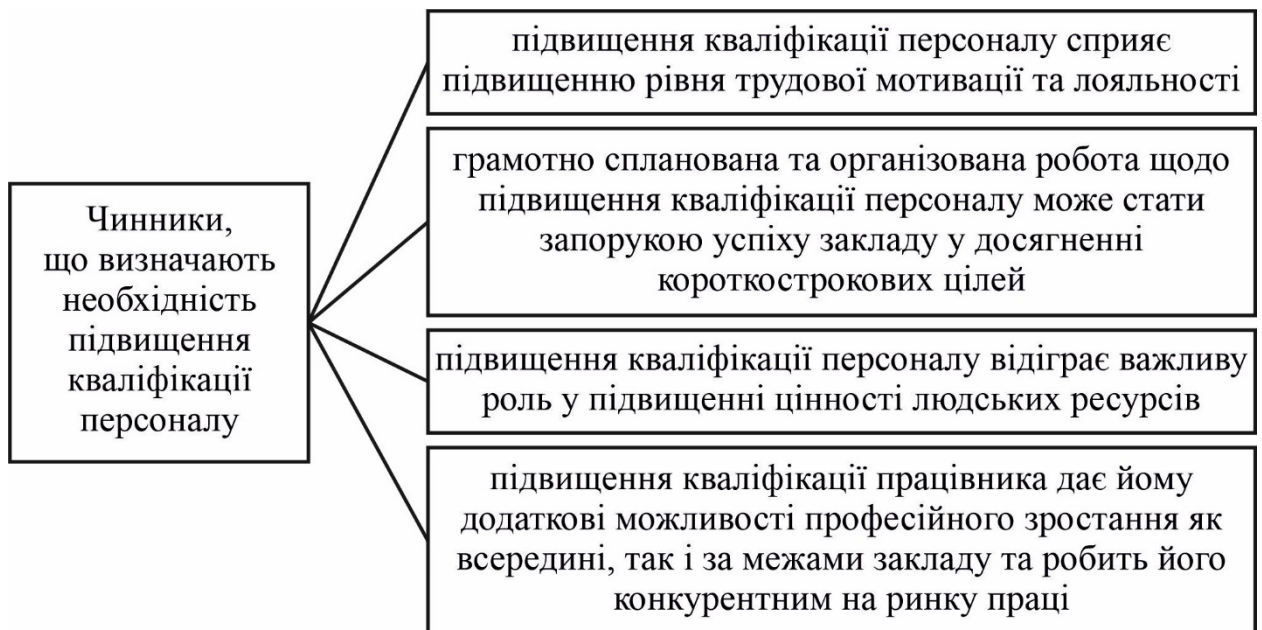 Чинники,
що визначають
необхідність
підвищення
кваліфікації
персоналу
підвищення кваліфікації персоналу сприяє
підвищенню рівня трудової мотивації та лояльності
грамотно спланована та організована робота щодо
підвищення кваліфікації персоналу може стати
запорукою успіху закладу у досягненні
короткострокових цілей
підвищення кваліфікації персоналу відіграє важливу
роль у підвищенні цінності людських ресурсів
підвищення кваліфікації працівника дає йому
додаткові можливості професійного зростання як
всередині, так і за межами закладу та робить його
конкурентним на ринку праці